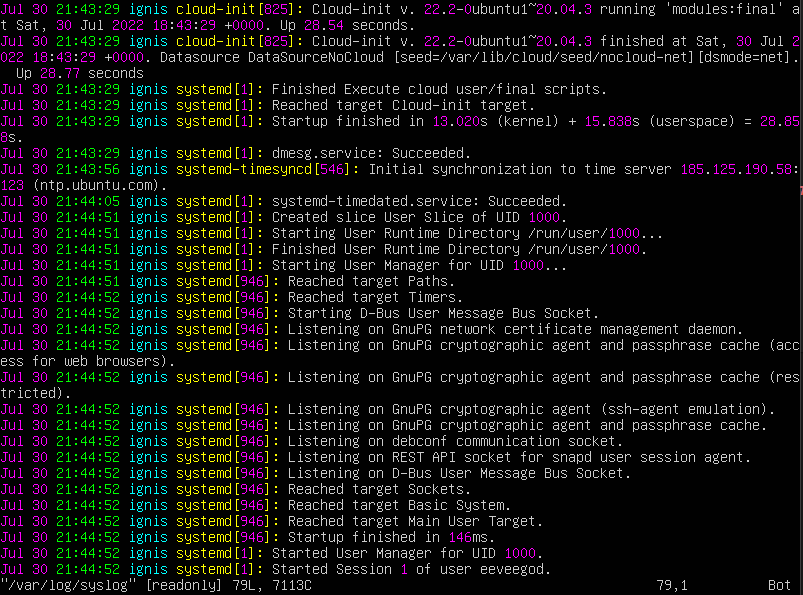 Jul 30 21:43:29 ignis cloud-init[825]: Cloud-init v. 22.2-0ubuntu1~20.04.3 running 'modules:final' a
t Sat, 30 Jul 2022 18:43:29 +0000. Up 28.54 seconds.
Jul 30 21:43:29 ignis cloud-init[825]: Cloud-init v. 22.2-0ubuntu1~20.04.3 finished at Sat, 30 Jul 2
022 18:43:29 +0000. Datasource DataSourceNoCloud [seed=/var/lib/cloud/seed/nocloud-net][dsmode=net].
  Up 28.77 seconds
Jul 30 21:43:29 ignis systemd[1]: Finished Execute cloud user/final scripts.
Jul 30 21:43:29 ignis systemd[1]: Reached target Cloud-init target.
Jul 30 21:43:29 ignis systemd[1]: Startup finished in 13.020s (kernel) + 15.838s (userspace) = 28.85
8s.
Jul 30 21:43:29 ignis systemd[1]: dmesg.service: Succeeded.
Jul 30 21:43:56 ignis systemd-timesyncd[546]: Initial synchronization to time server 185.125.190.58:
123 (ntp.ubuntu.com).
Jul 30 21:44:05 ignis systemd[1]: systemd-timedated.service: Succeeded.
Jul 30 21:44:51 ignis systemd[1]: Created slice User Slice of UID 1000.
Jul 30 21:44:51 ignis systemd[1]: Starting User Runtime Directory /run/user/1000...
Jul 30 21:44:51 ignis systemd[1]: Finished User Runtime Directory /run/user/1000.
Jul 30 21:44:51 ignis systemd[1]: Starting User Manager for UID 1000...
Jul 30 21:44:51 ignis systemd[946]: Reached target Paths.
Jul 30 21:44:52 ignis systemd[946]: Reached target Timers.
Jul 30 21:44:52 ignis systemd[946]: Starting D-Bus User Message Bus Socket.
Jul 30 21:44:52 ignis systemd[946]: Listening on GnuPG network certificate management daemon.
Jul 30 21:44:52 ignis systemd[946]: Listening on GnuPG cryptographic agent and passphrase cache (acc
ess for web browsers).
Jul 30 21:44:52 ignis systemd[946]: Listening on GnuPG cryptographic agent and passphrase cache (res
tricted).
Jul 30 21:44:52 ignis systemd[946]: Listening on GnuPG cryptographic agent (ssh-agent emulation).
Jul 30 21:44:52 ignis systemd[946]: Listening on GnuPG cryptographic agent and passphrase cache.
Jul 30 21:44:52 ignis systemd[946]: Listening on debconf communication socket.
Jul 30 21:44:52 ignis systemd[946]: Listening on REST API socket for snapd user session agent.
Jul 30 21:44:52 ignis systemd[946]: Listening on D-Bus User Message Bus Socket.
Jul 30 21:44:52 ignis systemd[946]: Reached target Sockets.
Jul 30 21:44:52 ignis systemd[946]: Reached target Basic System.
Jul 30 21:44:52 ignis systemd[946]: Reached target Main User Target.
Jul 30 21:44:52 ignis systemd[946]: Startup finished in 146ms.
Jul 30 21:44:52 ignis systemd[1]: Started User Manager for UID 1000.
Jul 30 21:44:52 ignis systemd[1]: Started Session 1 of user eeveegod.
"/var/log/syslog" [readonly] 79L, 7113C 79,1 Bot